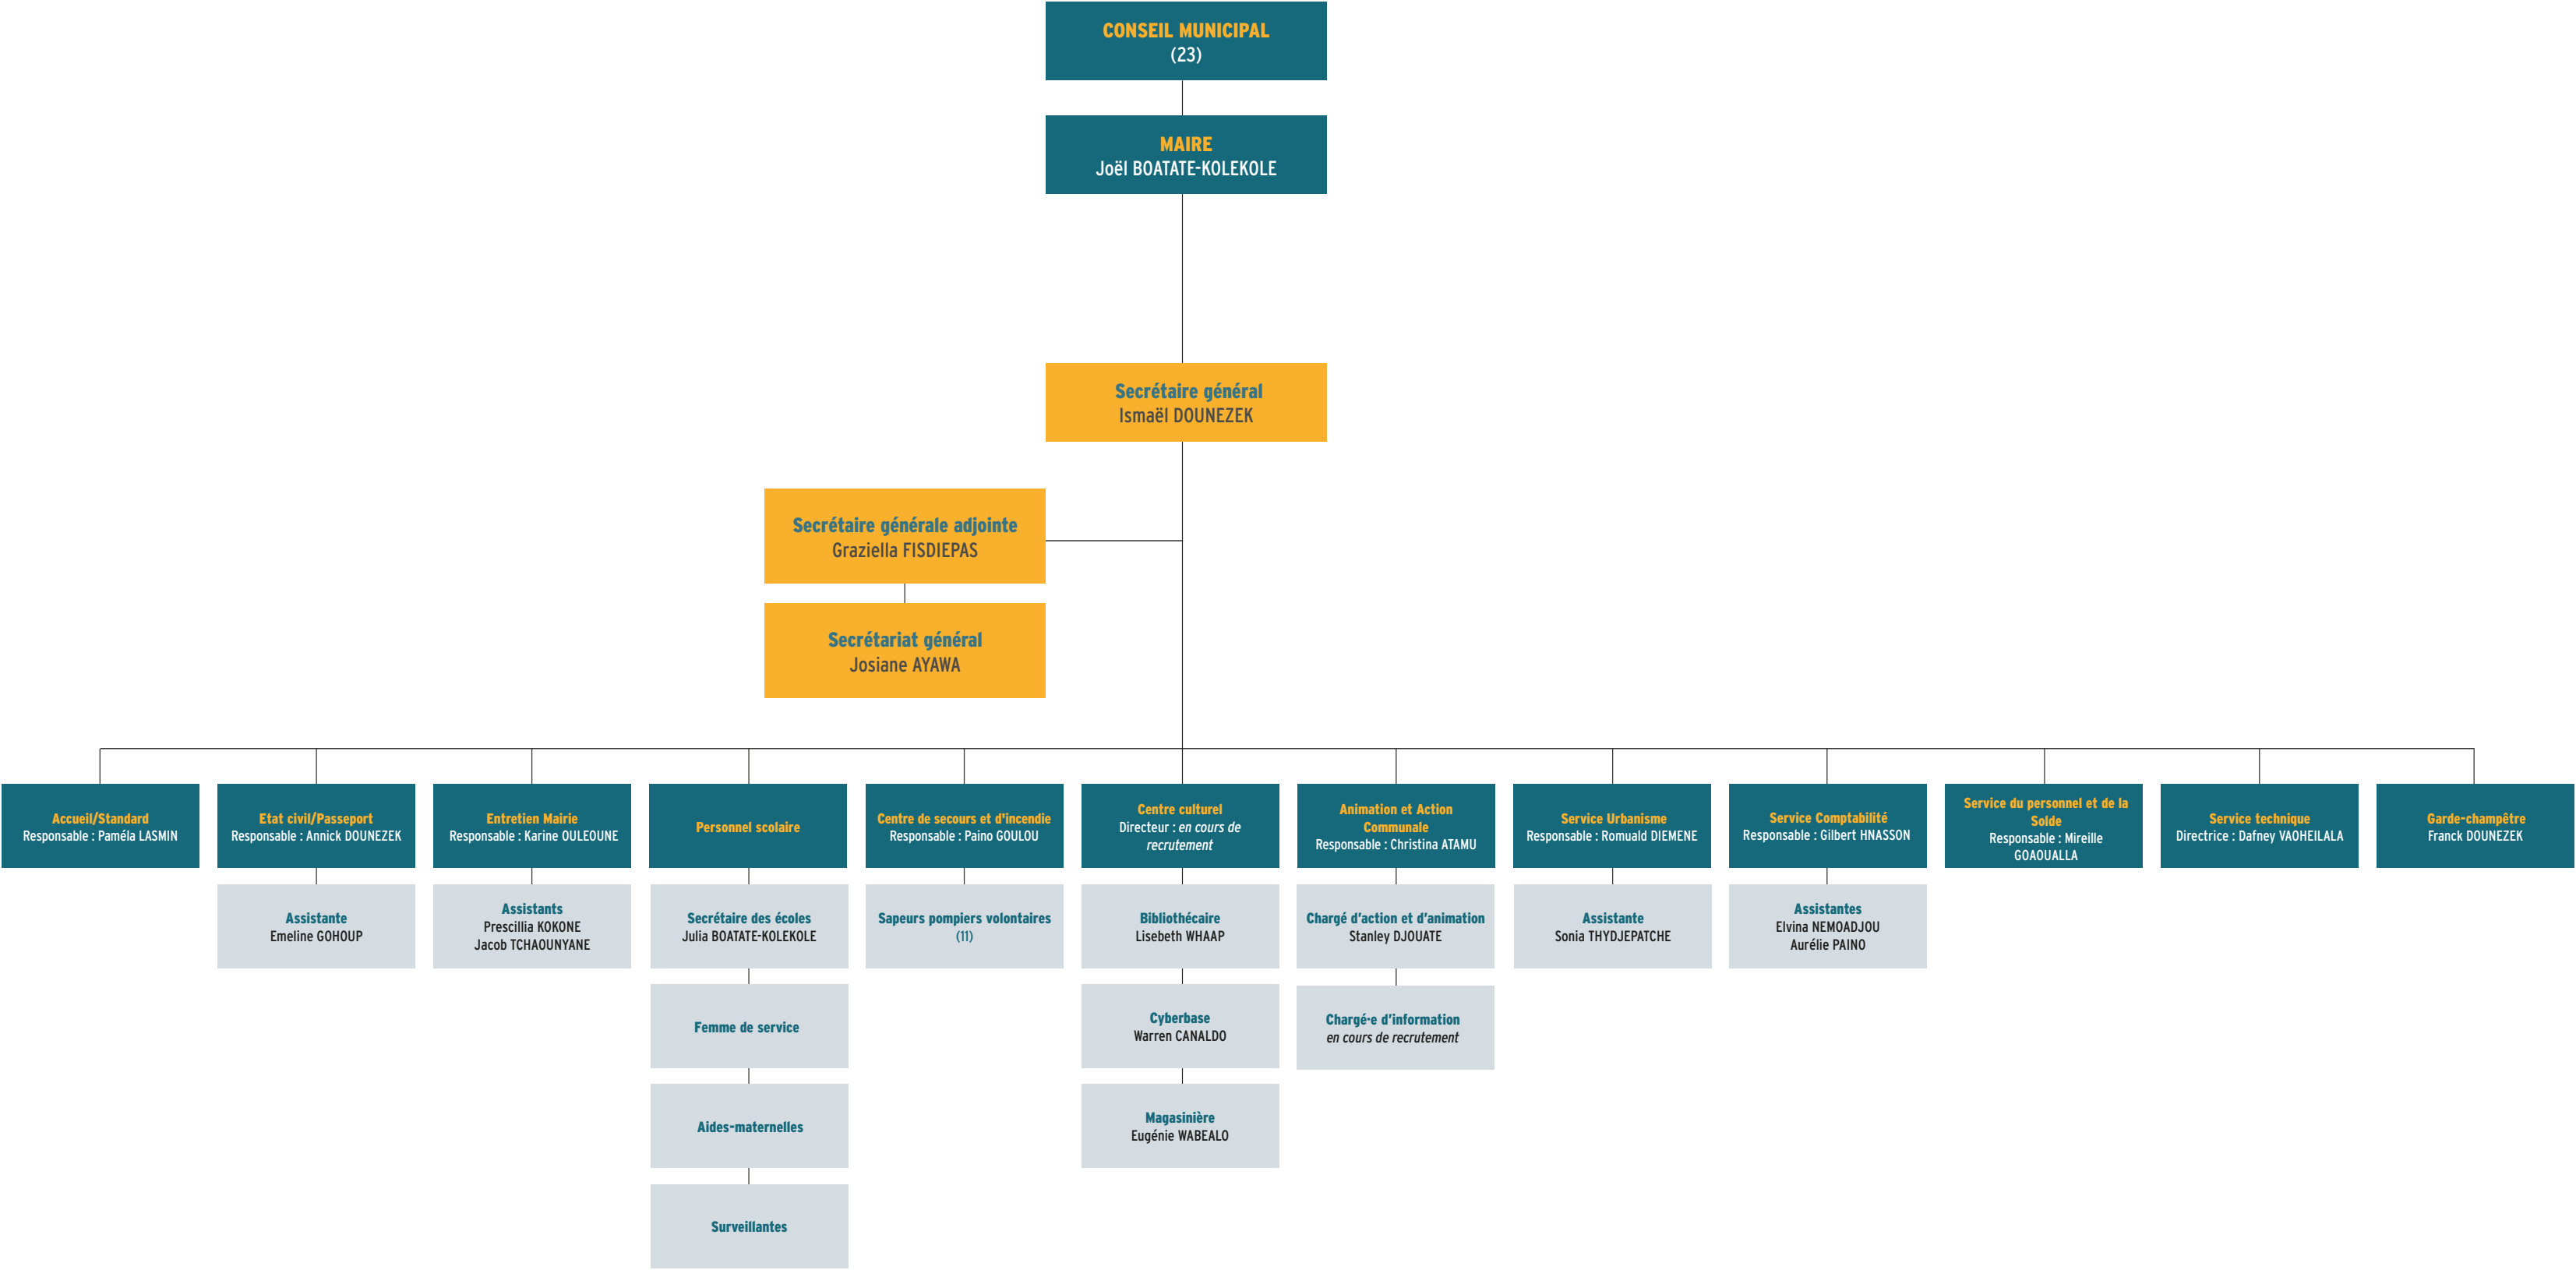 CONSEIL MUNICIPAL
(23)
MAIRE
Joël BOATATE-KOLEKOLE
Secrétaire général
Ismaël DOUNEZEK
Secrétaire générale adjointe
Graziella FISDIEPAS
Secrétariat général
Josiane AYAWA
Accueil/Standard
Responsable : Paméla LASMIN
Etat civil/Passeport
Responsable : Annick DOUNEZEK
Entretien Mairie
Responsable : Karine OULEOUNE
Personnel scolaire
Centre de secours et d'incendie
Responsable : Paino GOULOU
Centre culturel
Directeur : en cours de
recrutement
Animation et Action
Communale
Responsable : Christina ATAMU
Service Urbanisme
Responsable : Romuald DIEMENE
Service Comptabilité
Responsable : Gilbert HNASSON
Service du personnel et de la
Solde
Responsable : Mireille
GOAOUALLA
Service technique
Directrice : Dafney VAOHEILALA
Garde-champêtre
Franck DOUNEZEK
Assistante
Emeline GOHOUP
Assistants
Prescillia KOKONE
Jacob TCHAOUNYANE
Secrétaire des écoles
Julia BOATATE-KOLEKOLE
Sapeurs pompiers volontaires
(11)
Bibliothécaire
Lisebeth WHAAP
Chargé d'action et d'animation
Stanley DJOUATE
Assistante
Sonia THYDJEPATCHE
Assistantes
Elvina NEMOADJOU
Aurélie PAINO
Femme de service
Cyberbase
Warren CANALDO
Chargé·e d'information
en cours de recrutement
Aides-maternelles
Magasinière
Eugénie WABEALO
Surveillantes